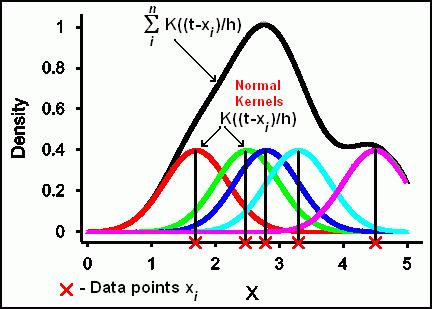 n
∑ K((t-xi)/h)
i
Normal
Kernels
K((t-xi)/h)
Density
1
0.8
0.6
0.4
0.2
0
0 1 2 3 4 5
X
× - Data points xi